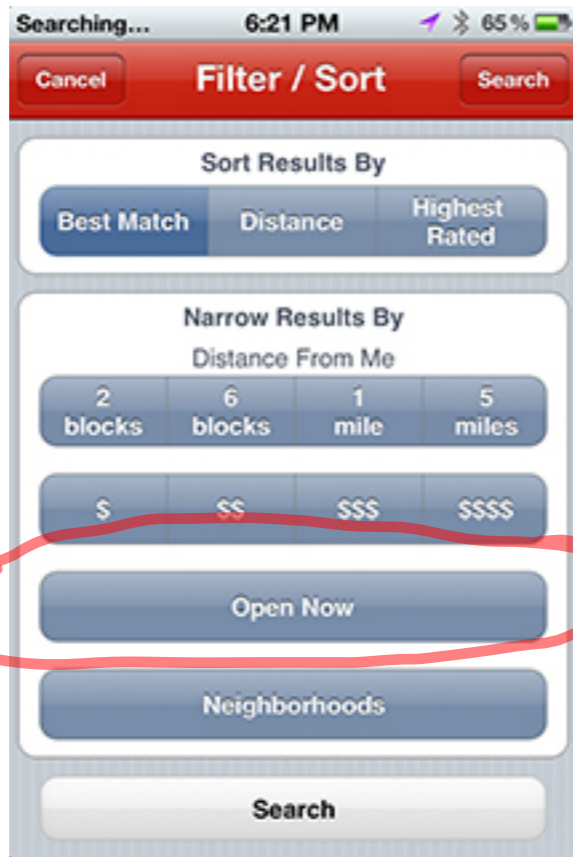 Searching... 6:21 PM 65%
Cancel Filter / Sort Search
Sort Results By
Best Match Distance Highest Rated
Narrow Results By
Distance From Me
2 blocks 6 blocks 1 mile 5 miles
$ $$ $$$ $$$$
Open Now
Neighborhoods
Search